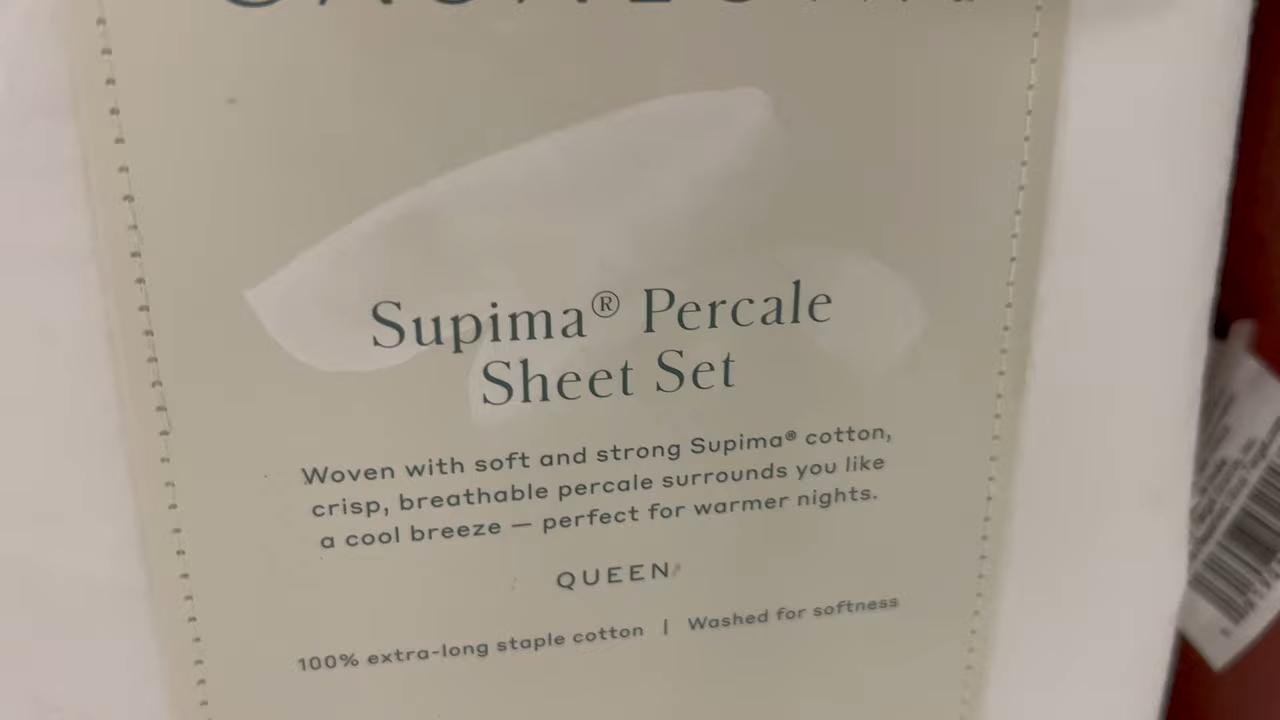 Supima® Percale
Sheet Set
Woven with soft and strong Supima® cotton,
crisp, breathable percale surrounds you like
a cool breeze — perfect for warmer nights.
QUEEN
100% extra-long staple cotton | Washed for softness